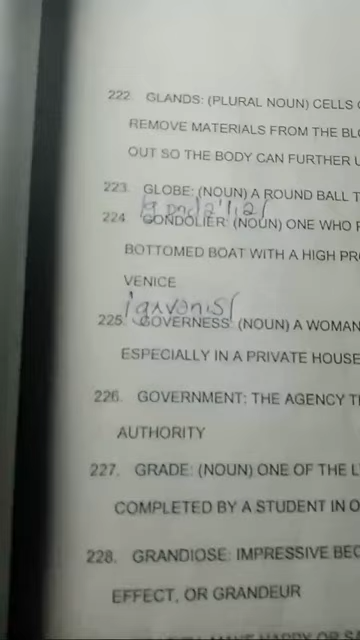 222. GLANDS: (PLURAL NOUN) CELLS
REMOVE MATERIALS FROM THE
OUT SO THE BODY CAN FURTHER
223. GLOBE: (NOUN) A ROUND BALL
224. GONDOLIER: (NOUN) ONE WHO
BOTTOMED BOAT WITH A HIGH
VENICE
225. GOVERNESS: (NOUN) A WOMAN
ESPECIALLY IN A PRIVATE HOUSE
226. GOVERNMENT: THE AGENCY
AUTHORITY
227. GRADE: (NOUN) ONE OF THE
COMPLETED BY A STUDENT IN
228. GRANDIOSE: IMPRESSIVE
EFFECT, OR GRANDEUR